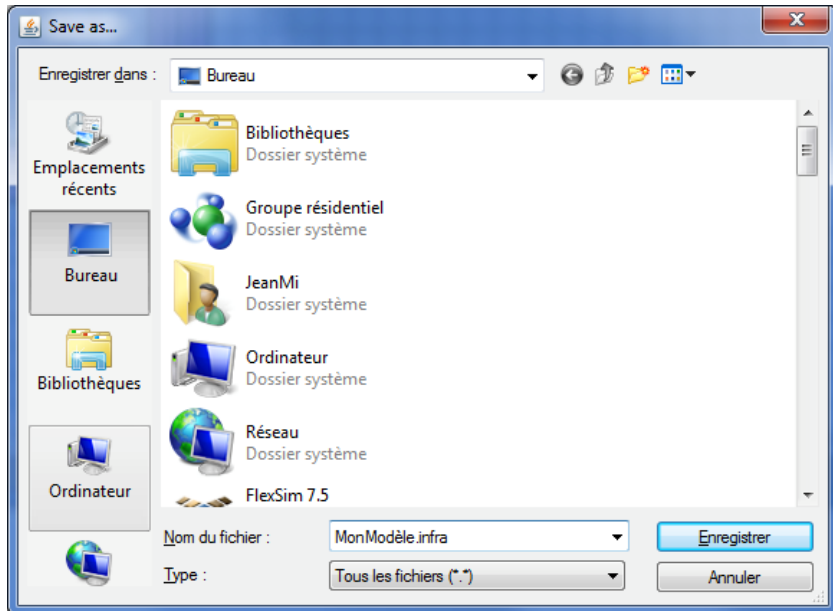 Save as...
Enregistrer dans :
Bureau
Emplacements
récents
Bureau
Bibliothèques
Ordinateur
Bibliothèques
Dossier système
Groupe résidentiel
Dossier système
JeanMi
Dossier système
Ordinateur
Dossier système
Réseau
Dossier système
FlexSim 7.5
Nom du fichier :
MonModèle.infra
Enregistrer
Type :
Tous les fichiers (*.*)
Annuler